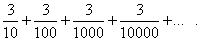 3/10 + 3/100 + 3/1000 + 3/10000 + ... .